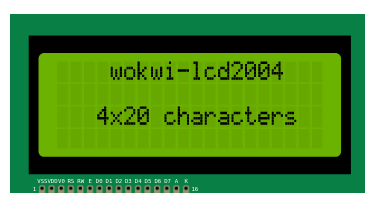 wokwi-lcd2004
4x20 characters
VSS VDD V0 RS RW E D0 D1 D2 D3 D4 D5 D6 D7 A K
1 16